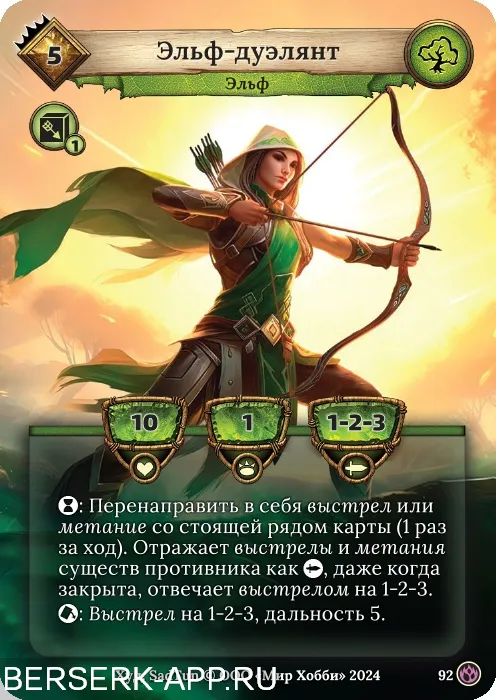 5
Эльф-дуэлянт
Эльф
1
10
1
1-2-3
: Перенаправить в себя выстрел или
метание со стоящей рядом карты (1 раз
за ход). Отражает выстрелы и метания
существ противника как , даже когда
закрыта, отвечает выстрелом на 1-2-3.
: Выстрел на 1-2-3, дальность 5.
© ООО «Мир Хобби» 2024
92
BERSERK-APP.RU